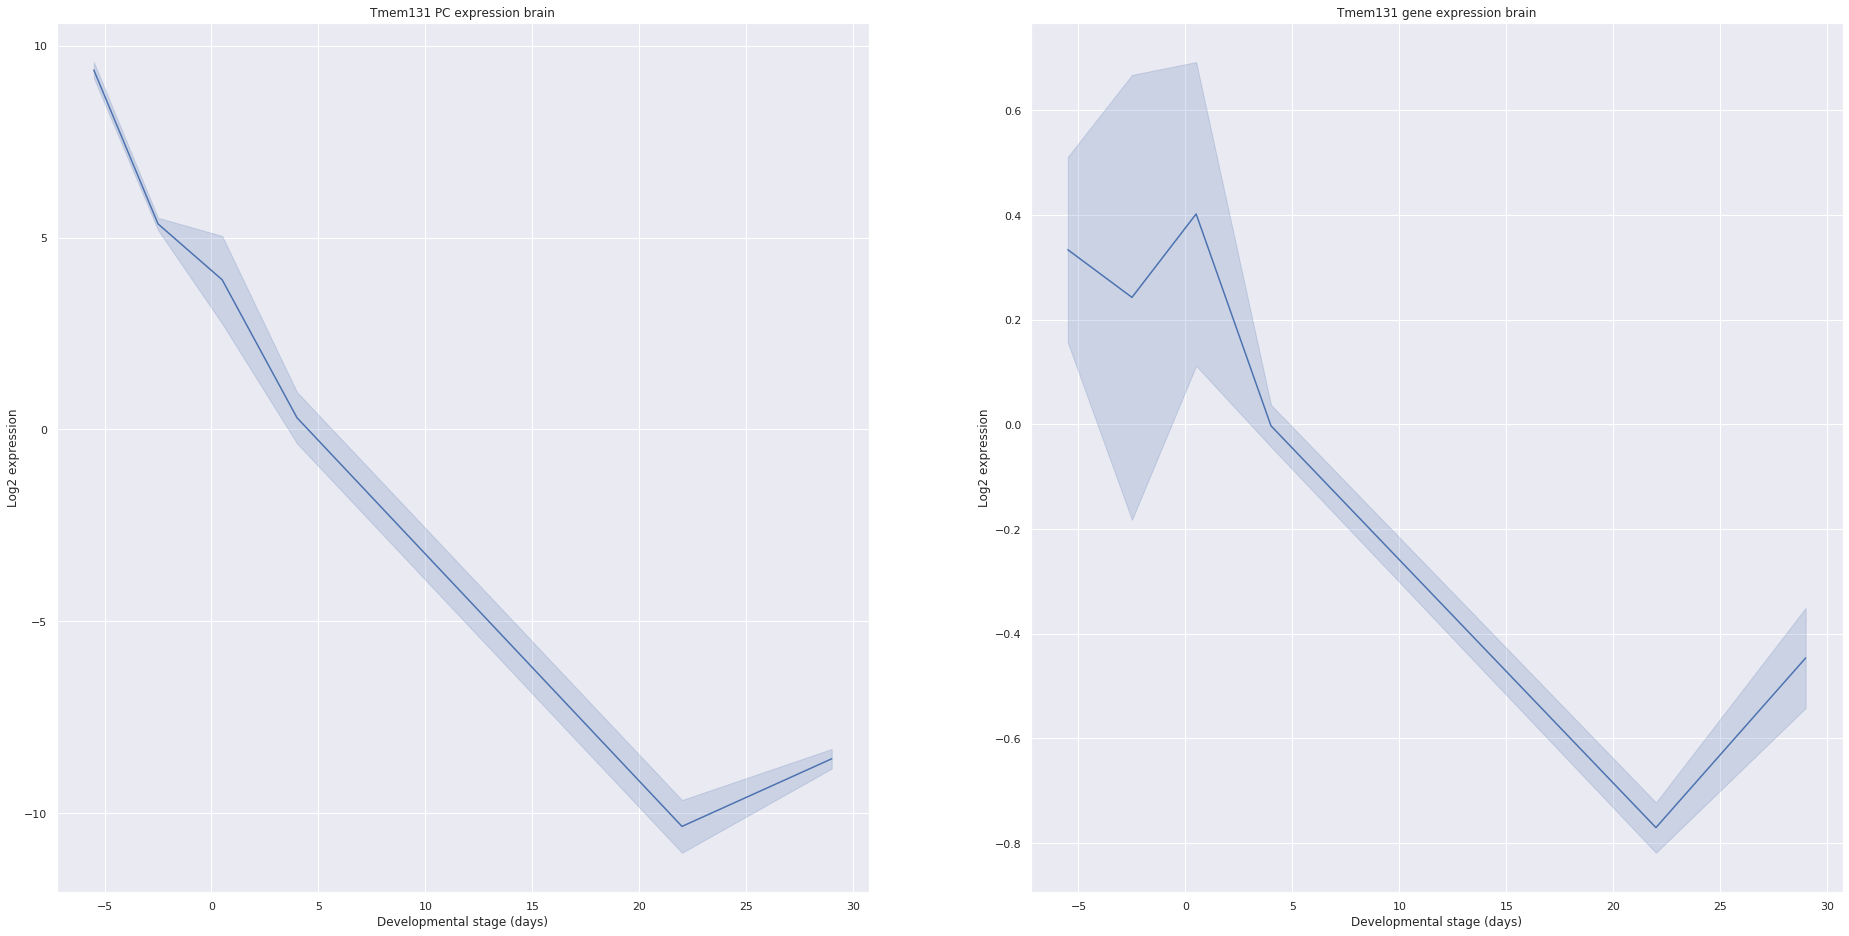 Tmem131 PC expression brain
10
5
0
−5
−10
Log2 expression
−5 0 5 10 15 20 25 30
Developmental stage (days)
Tmem131 gene expression brain
0.6
0.4
0.2
0.0
−0.2
−0.4
−0.6
−0.8
Log2 expression
−5 0 5 10 15 20 25 30
Developmental stage (days)